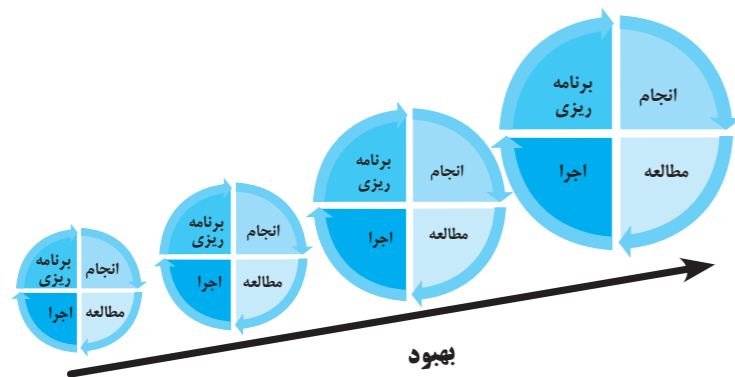 برنامه
ریزی
انجام
اجرا
مطالعه
برنامه
ریزی
انجام
اجرا
مطالعه
برنامه
ریزی
انجام
اجرا
مطالعه
برنامه
ریزی
انجام
اجرا
مطالعه
بهبود